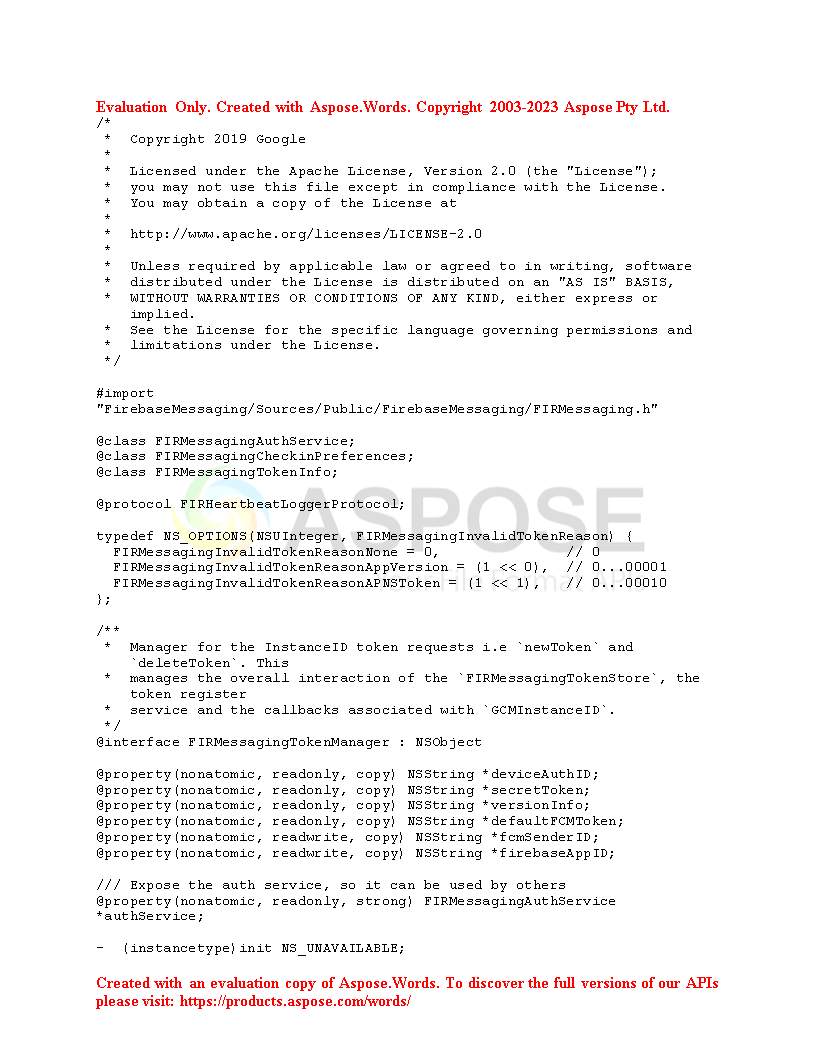 Evaluation Only. Created with Aspose.Words. Copyright 2003-2023 Aspose Pty Ltd.
/*
 *  Copyright 2019 Google
 *
 *  Licensed under the Apache License, Version 2.0 (the "License");
 *  you may not use this file except in compliance with the License.
 *  You may obtain a copy of the License at
 *
 *  http://www.apache.org/licenses/LICENSE-2.0
 *
 *  Unless required by applicable law or agreed to in writing, software
 *  distributed under the License is distributed on an "AS IS" BASIS,
 *  WITHOUT WARRANTIES OR CONDITIONS OF ANY KIND, either express or
    implied.
 *  See the License for the specific language governing permissions and
 *  limitations under the License.
 */

#import
"FirebaseMessaging/Sources/Public/FirebaseMessaging/FIRMessaging.h"

@class FIRMessagingAuthService;
@class FIRMessagingCheckinPreferences;
@class FIRMessagingTokenInfo;

@protocol FIRHeartbeatLoggerProtocol;

ASPOSE
typedef NS_OPTIONS(NSUInteger, FIRMessagingInvalidTokenReason) {
  FIRMessagingInvalidTokenReasonNone = 0,               // 0
  FIRMessagingInvalidTokenReasonAppVersion = (1 << 0),  // 0...00001
  FIRMessagingInvalidTokenReasonAPNSToken = (1 << 1),   // 0...00010
};

/**
 *  Manager for the InstanceID token requests i.e `newToken` and
    `deleteToken`. This
 *  manages the overall interaction of the `FIRMessagingTokenStore`, the
    token register
 *  service and the callbacks associated with `GCMInstanceID`.
 */
@interface FIRMessagingTokenManager : NSObject

@property(nonatomic, readonly, copy) NSString *deviceAuthID;
@property(nonatomic, readonly, copy) NSString *secretToken;
@property(nonatomic, readonly, copy) NSString *versionInfo;
@property(nonatomic, readonly, copy) NSString *defaultFCMToken;
@property(nonatomic, readwrite, copy) NSString *fcmSenderID;
@property(nonatomic, readwrite, copy) NSString *firebaseAppID;

/// Expose the auth service, so it can be used by others
@property(nonatomic, readonly, strong) FIRMessagingAuthService
*authService;

-  (instancetype)init NS_UNAVAILABLE;

Created with an evaluation copy of Aspose.Words. To discover the full versions of our APIs
please visit: https://products.aspose.com/words/